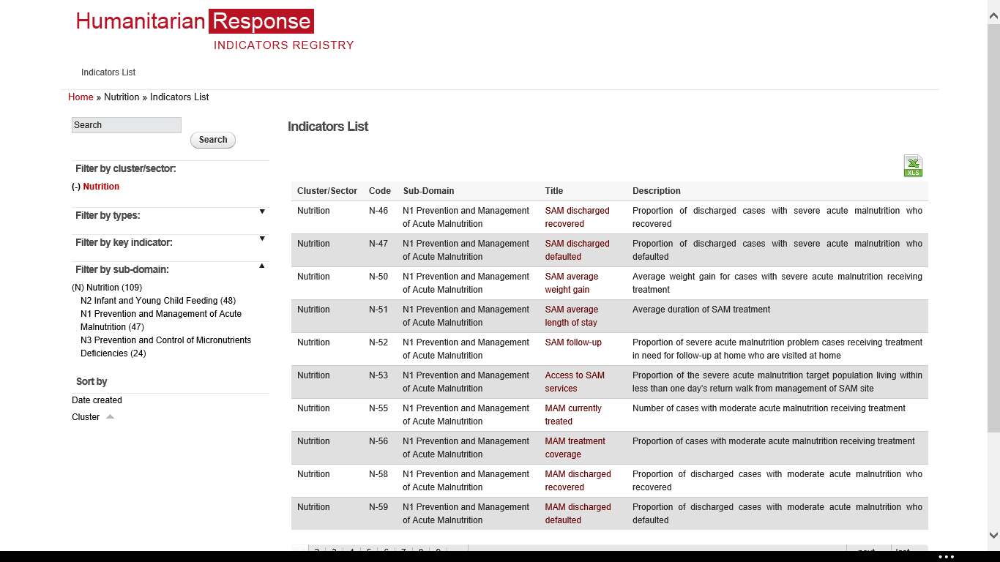 Humanitarian Response
INDICATORS REGISTRY
Indicators List
Home » Nutrition » Indicators List
Search
Search
Filter by cluster/sector:
(-) Nutrition
Filter by types:
Filter by key indicator:
Filter by sub-domain:
(N) Nutrition (109)
N2 Infant and Young Child Feeding (48)
N1 Prevention and Management of Acute
Malnutrition (47)
N3 Prevention and Control of Micronutrients
Deficiencies (24)
Sort by
Date created
Cluster
Indicators List
XLS
Cluster/Sector Code Sub-Domain Title Description
Nutrition N-46 N1 Prevention and Management SAM discharged Proportion of discharged cases with severe acute malnutrition who
of Acute Malnutrition recovered recovered
Nutrition N-47 N1 Prevention and Management SAM discharged Proportion of discharged cases with severe acute malnutrition who
of Acute Malnutrition defaulted defaulted
Nutrition N-50 N1 Prevention and Management SAM average Average weight gain for cases with severe acute malnutrition receiving
of Acute Malnutrition weight gain treatment
Nutrition N-51 N1 Prevention and Management SAM average Average duration of SAM treatment
of Acute Malnutrition length of stay
Nutrition N-52 N1 Prevention and Management SAM follow-up Proportion of severe acute malnutrition problem cases receiving treatment
of Acute Malnutrition in need for follow-up at home who are visited at home
Nutrition N-53 N1 Prevention and Management Access to SAM Proportion of the severe acute malnutrition target population living within
of Acute Malnutrition services less than one day's return walk from management of SAM site
Nutrition N-55 N1 Prevention and Management MAM currently Number of cases with moderate acute malnutrition receiving treatment
of Acute Malnutrition treated
Nutrition N-56 N1 Prevention and Management MAM treatment Proportion of cases with moderate acute malnutrition receiving treatment
of Acute Malnutrition coverage
Nutrition N-58 N1 Prevention and Management MAM discharged Proportion of discharged cases with moderate acute malnutrition who
of Acute Malnutrition recovered recovered
Nutrition N-59 N1 Prevention and Management MAM discharged Proportion of discharged cases with moderate acute malnutrition who
of Acute Malnutrition defaulted defaulted
2 3 4 5 6 7 8 9 next last